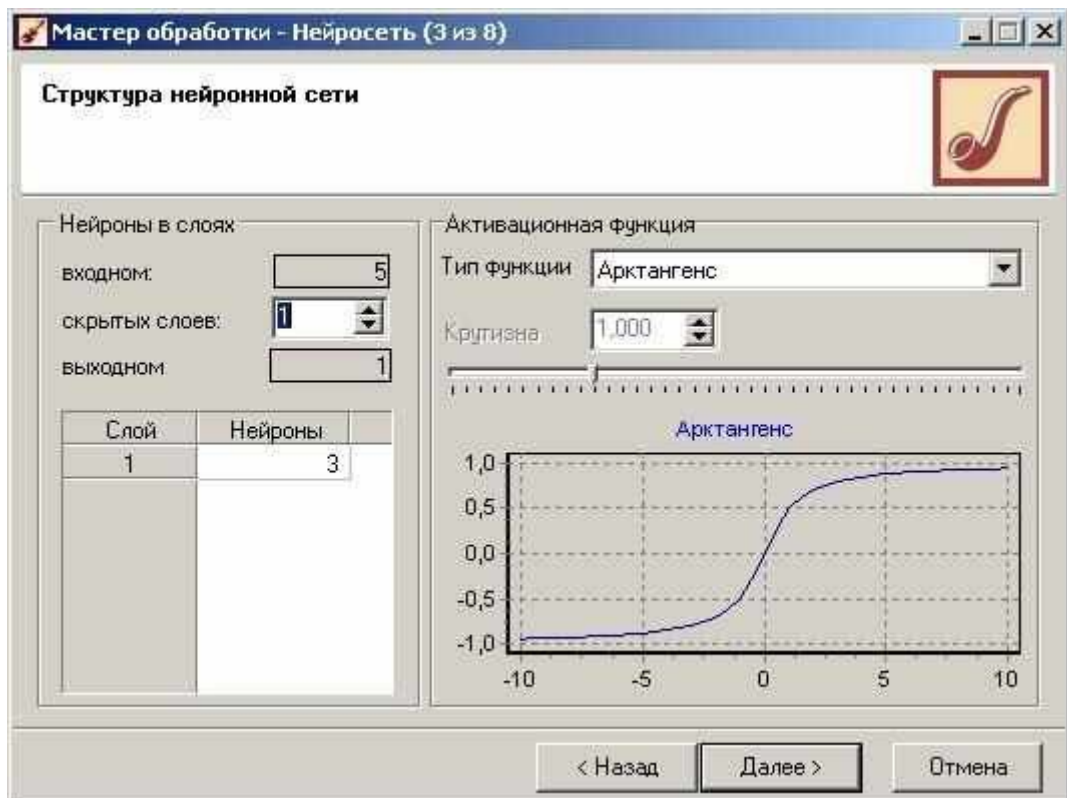 Мастер обработки - Нейросеть (3 из 8)
Структура нейронной сети
Нейроны в слоях
входном: 5
скрытых слоев: 1
выходном 1
Слой Нейроны
1 3
Активационная функция
Тип функции Арктангенс
Крутизна 1,000
Арктангенс
1,0
0,5
0,0
-0,5
-1,0
-10 -5 0 5 10
< Назад Далее > Отмена